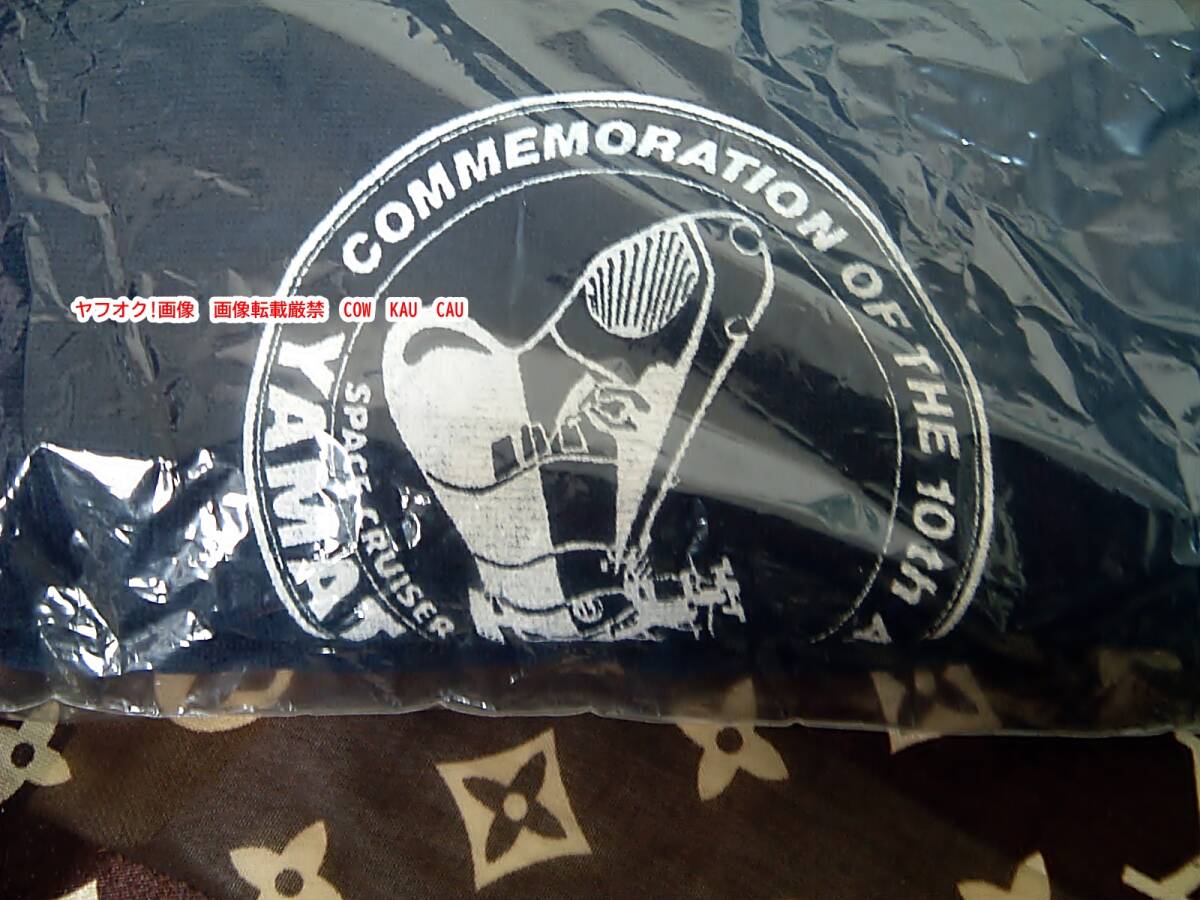 COMMEMORATION OF THE 10th A
ヤフオク!画像 画像転載厳禁 COW KAU CAU
YAMA
SPACE CRUISER